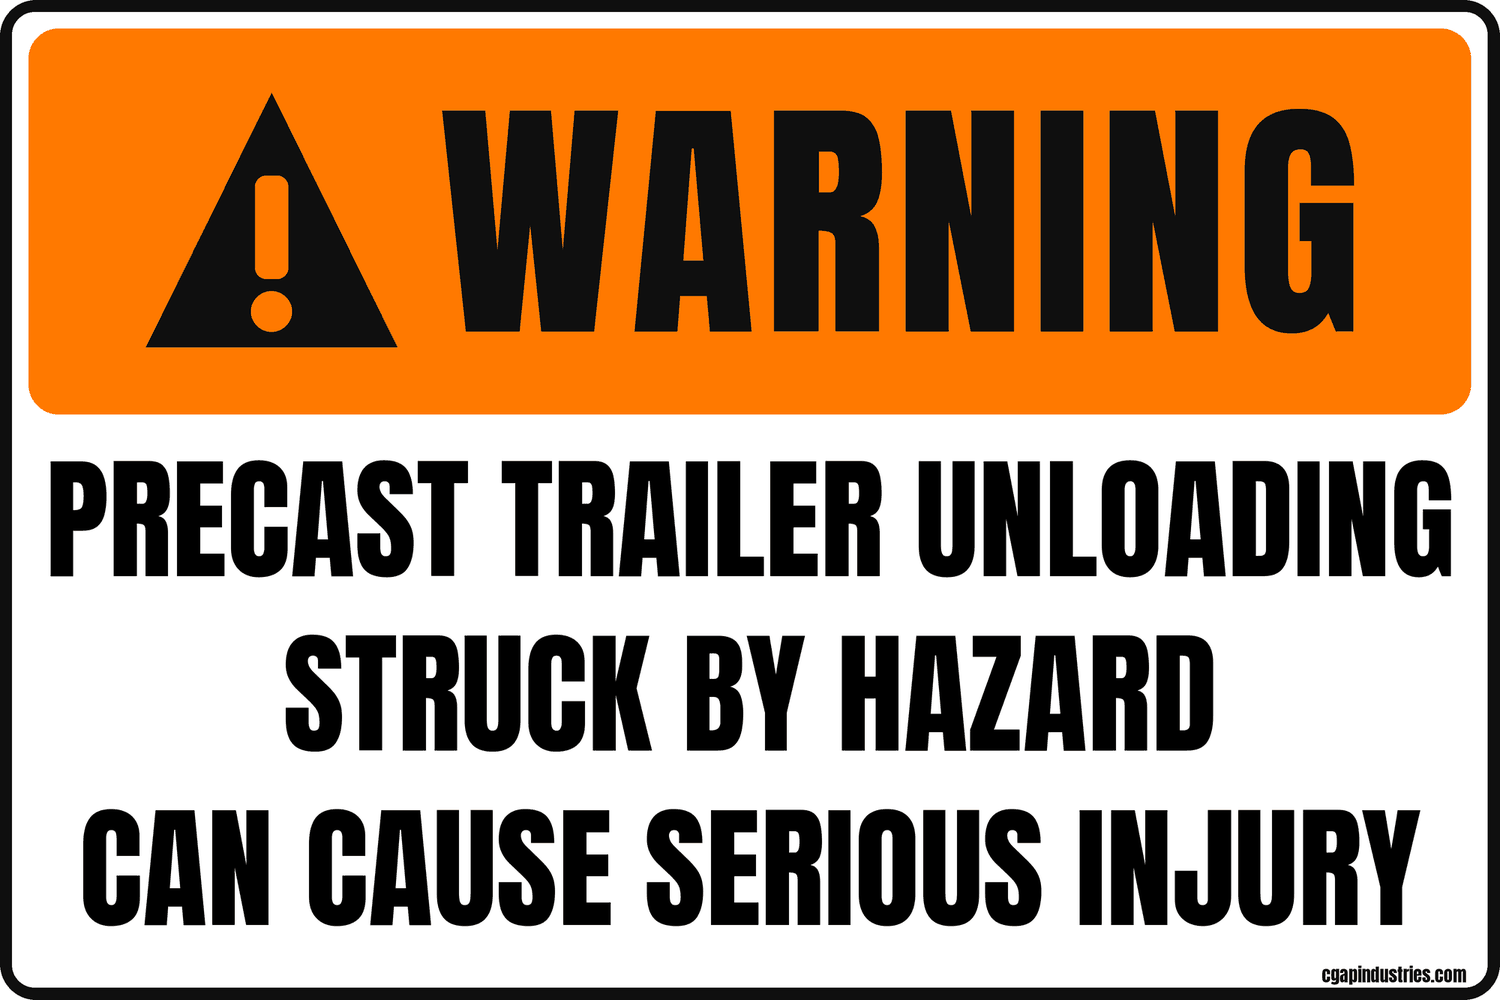 WARNING
PRECAST TRAILER UNLOADING
STRUCK BY HAZARD
CAN CAUSE SERIOUS INJURY
cgapindustries.com